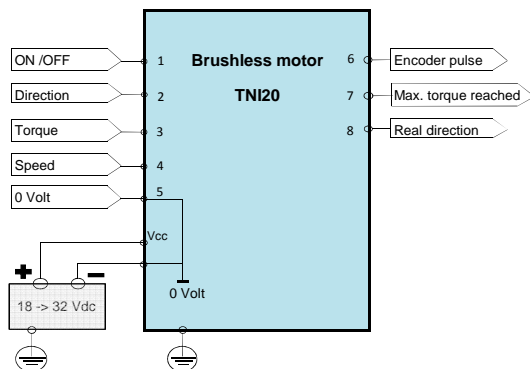 Brushless motor
TNI20
ON /OFF 1
Direction 2
Torque 3
Speed 4
0 Volt 5
Vcc
+ −
18 -> 32 Vdc
0 Volt
6 Encoder pulse
7 Max. torque reached
8 Real direction